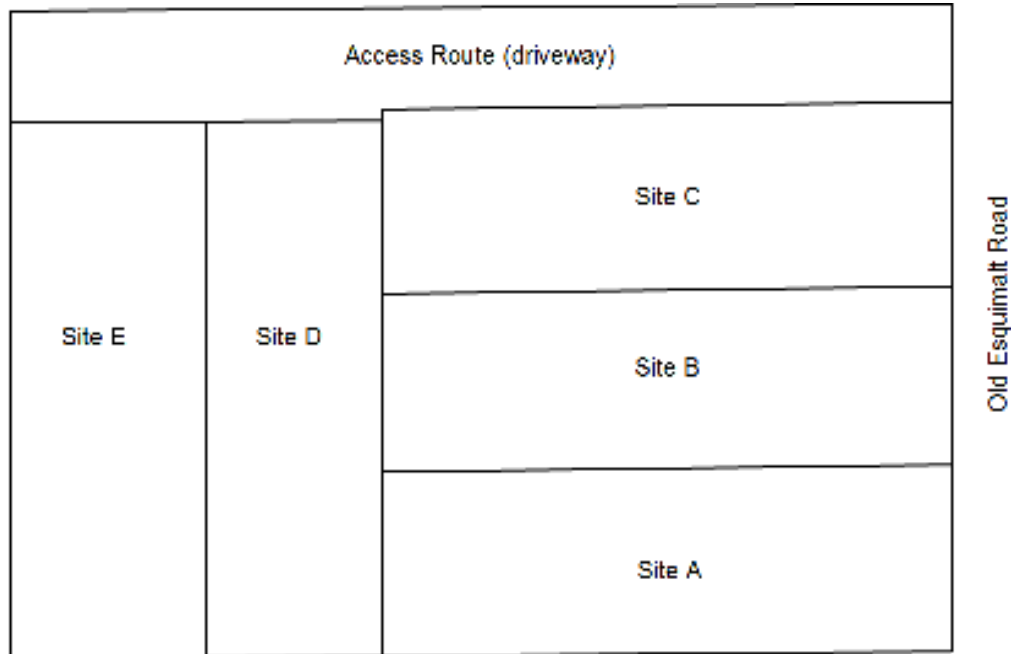 Access Route (driveway)
Site C
Site E
Site D
Site B
Site A
Old Esquimalt Road